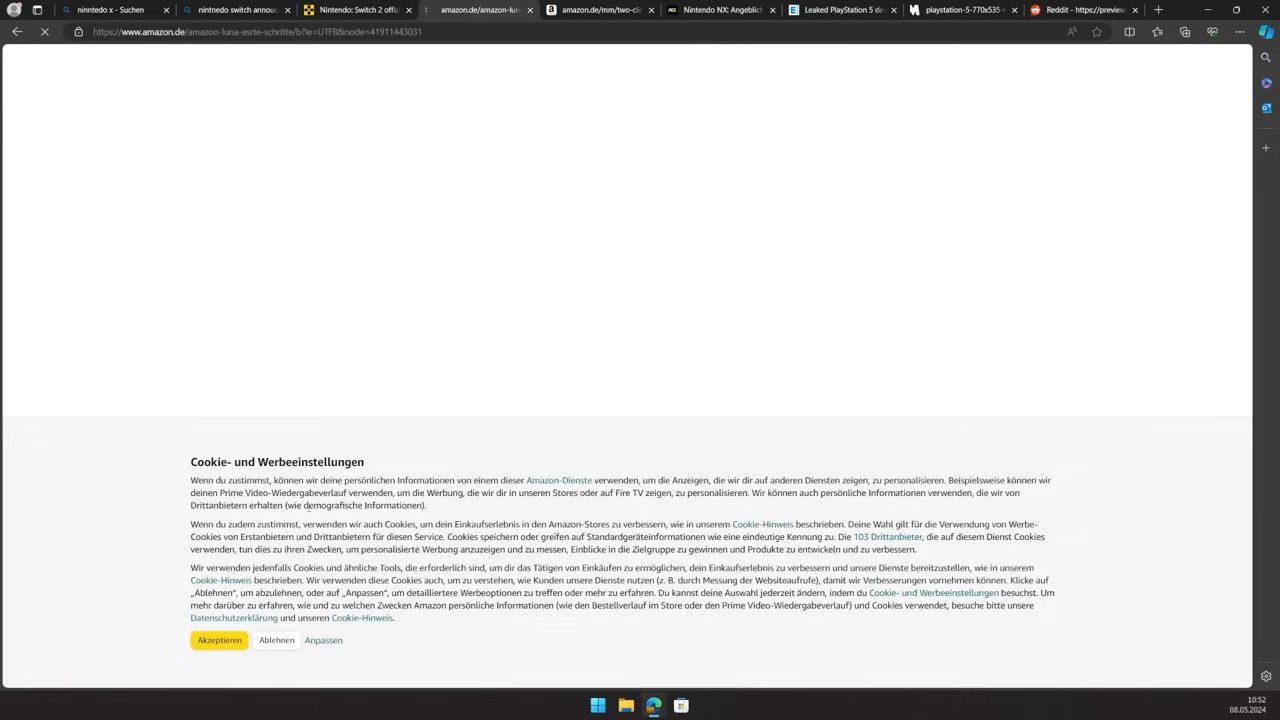 ninntedo x - Suchen
nintnedo switch annouc
Nintendo: Switch 2 offiz
amazon.de/amazon-lun
amazon.de/mm/two-cli
Nintendo NX: Angeblich
Leaked PlayStation 5 de
playstation-5-770x535-
Reddit - https://preview
https://www.amazon.de/amazon-luna-esrte-schritte/b?ie=UTF8&node=41911443031
Cookie- und Werbeeinstellungen
Wenn du zustimmst, können wir deine persönlichen Informationen von einem dieser Amazon-Dienste verwenden, um die Anzeigen, die wir dir auf anderen Diensten zeigen, zu personalisieren. Beispielsweise können wir
deinen Prime Video-Wiedergabeverlauf verwenden, um die Werbung, die wir dir in unseren Stores oder auf Fire TV zeigen, zu personalisieren. Wir können auch persönliche Informationen verwenden, die wir von
Drittanbietern erhalten (wie demografische Informationen).
Wenn du zudem zustimmst, verwenden wir auch Cookies, um dein Einkaufserlebnis in den Amazon-Stores zu verbessern, wie in unserem Cookie-Hinweis beschrieben. Deine Wahl gilt für die Verwendung von Werbe-
Cookies von Erstanbietern und Drittanbietern für diesen Service. Cookies speichern oder greifen auf Standardgeräteinformationen wie eine eindeutige Kennung zu. Die 103 Drittanbieter, die auf diesem Dienst Cookies
verwenden, tun dies zu ihren Zwecken, um personalisierte Werbung anzuzeigen und zu messen, Einblicke in die Zielgruppe zu gewinnen und Produkte zu entwickeln und zu verbessern.
Wir verwenden jedenfalls Cookies und ähnliche Tools, die erforderlich sind, um dir das Tätigen von Einkäufen zu ermöglichen, dein Einkaufserlebnis zu verbessern und unsere Dienste bereitzustellen, wie in unserem
Cookie-Hinweis beschrieben. Wir verwenden diese Cookies auch, um zu verstehen, wie Kunden unsere Dienste nutzen (z. B. durch Messung der Websiteaufrufe), damit wir Verbesserungen vornehmen können. Klicke auf
„Ablehnen“, um abzulehnen, oder auf „Anpassen“, um detailliertere Werbeoptionen zu treffen oder mehr zu erfahren. Du kannst deine Auswahl jederzeit ändern, indem du Cookie- und Werbeeinstellungen besuchst. Um
mehr darüber zu erfahren, wie und zu welchen Zwecken Amazon persönliche Informationen (wie den Bestellverlauf im Store oder den Prime Video-Wiedergabeverlauf) und Cookies verwendet, besuche bitte unsere
Datenschutzerklärung und unseren Cookie-Hinweis.
Akzeptieren
Ablehnen
Anpassen
10:52
08.05.2024